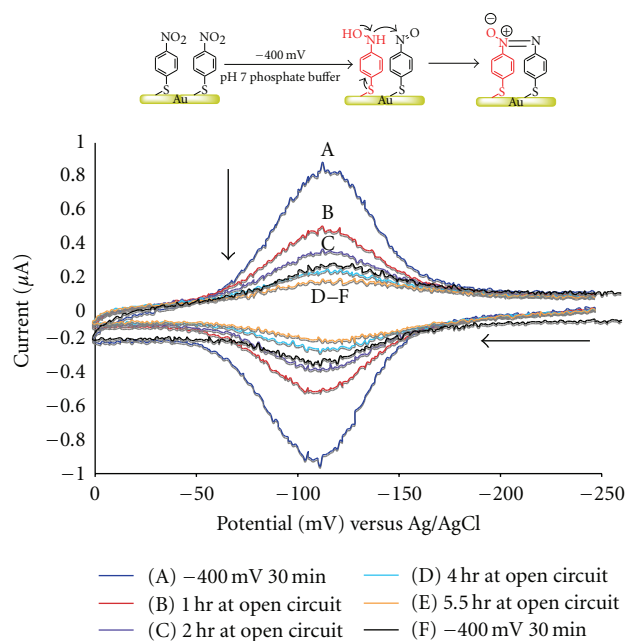 NO₂ NO₂
−400 mV
pH 7 phosphate buffer
S S
Au
HO NH N O
S S
Au
⊖ O ⊕ N N
S S
Au
Current (μA)
1
0.8
0.6
0.4
0.2
0
−0.2
−0.4
−0.6
−0.8
−1
A
B
C
D–F
0 −50 −100 −150 −200 −250
Potential (mV) versus Ag/AgCl
(A) −400 mV 30 min
(B) 1 hr at open circuit
(C) 2 hr at open circuit
(D) 4 hr at open circuit
(E) 5.5 hr at open circuit
(F) −400 mV 30 min